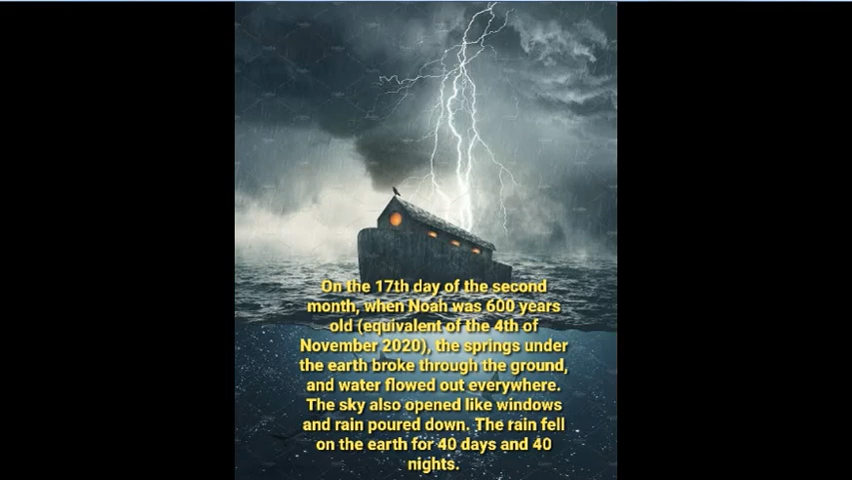 On the 17th day of the second
month, when Noah was 600 years
old (equivalent of the 4th of
November 2020), the springs under
the earth broke through the ground,
and water flowed out everywhere.
The sky also opened like windows
and rain poured down. The rain fell
on the earth for 40 days and 40
nights.